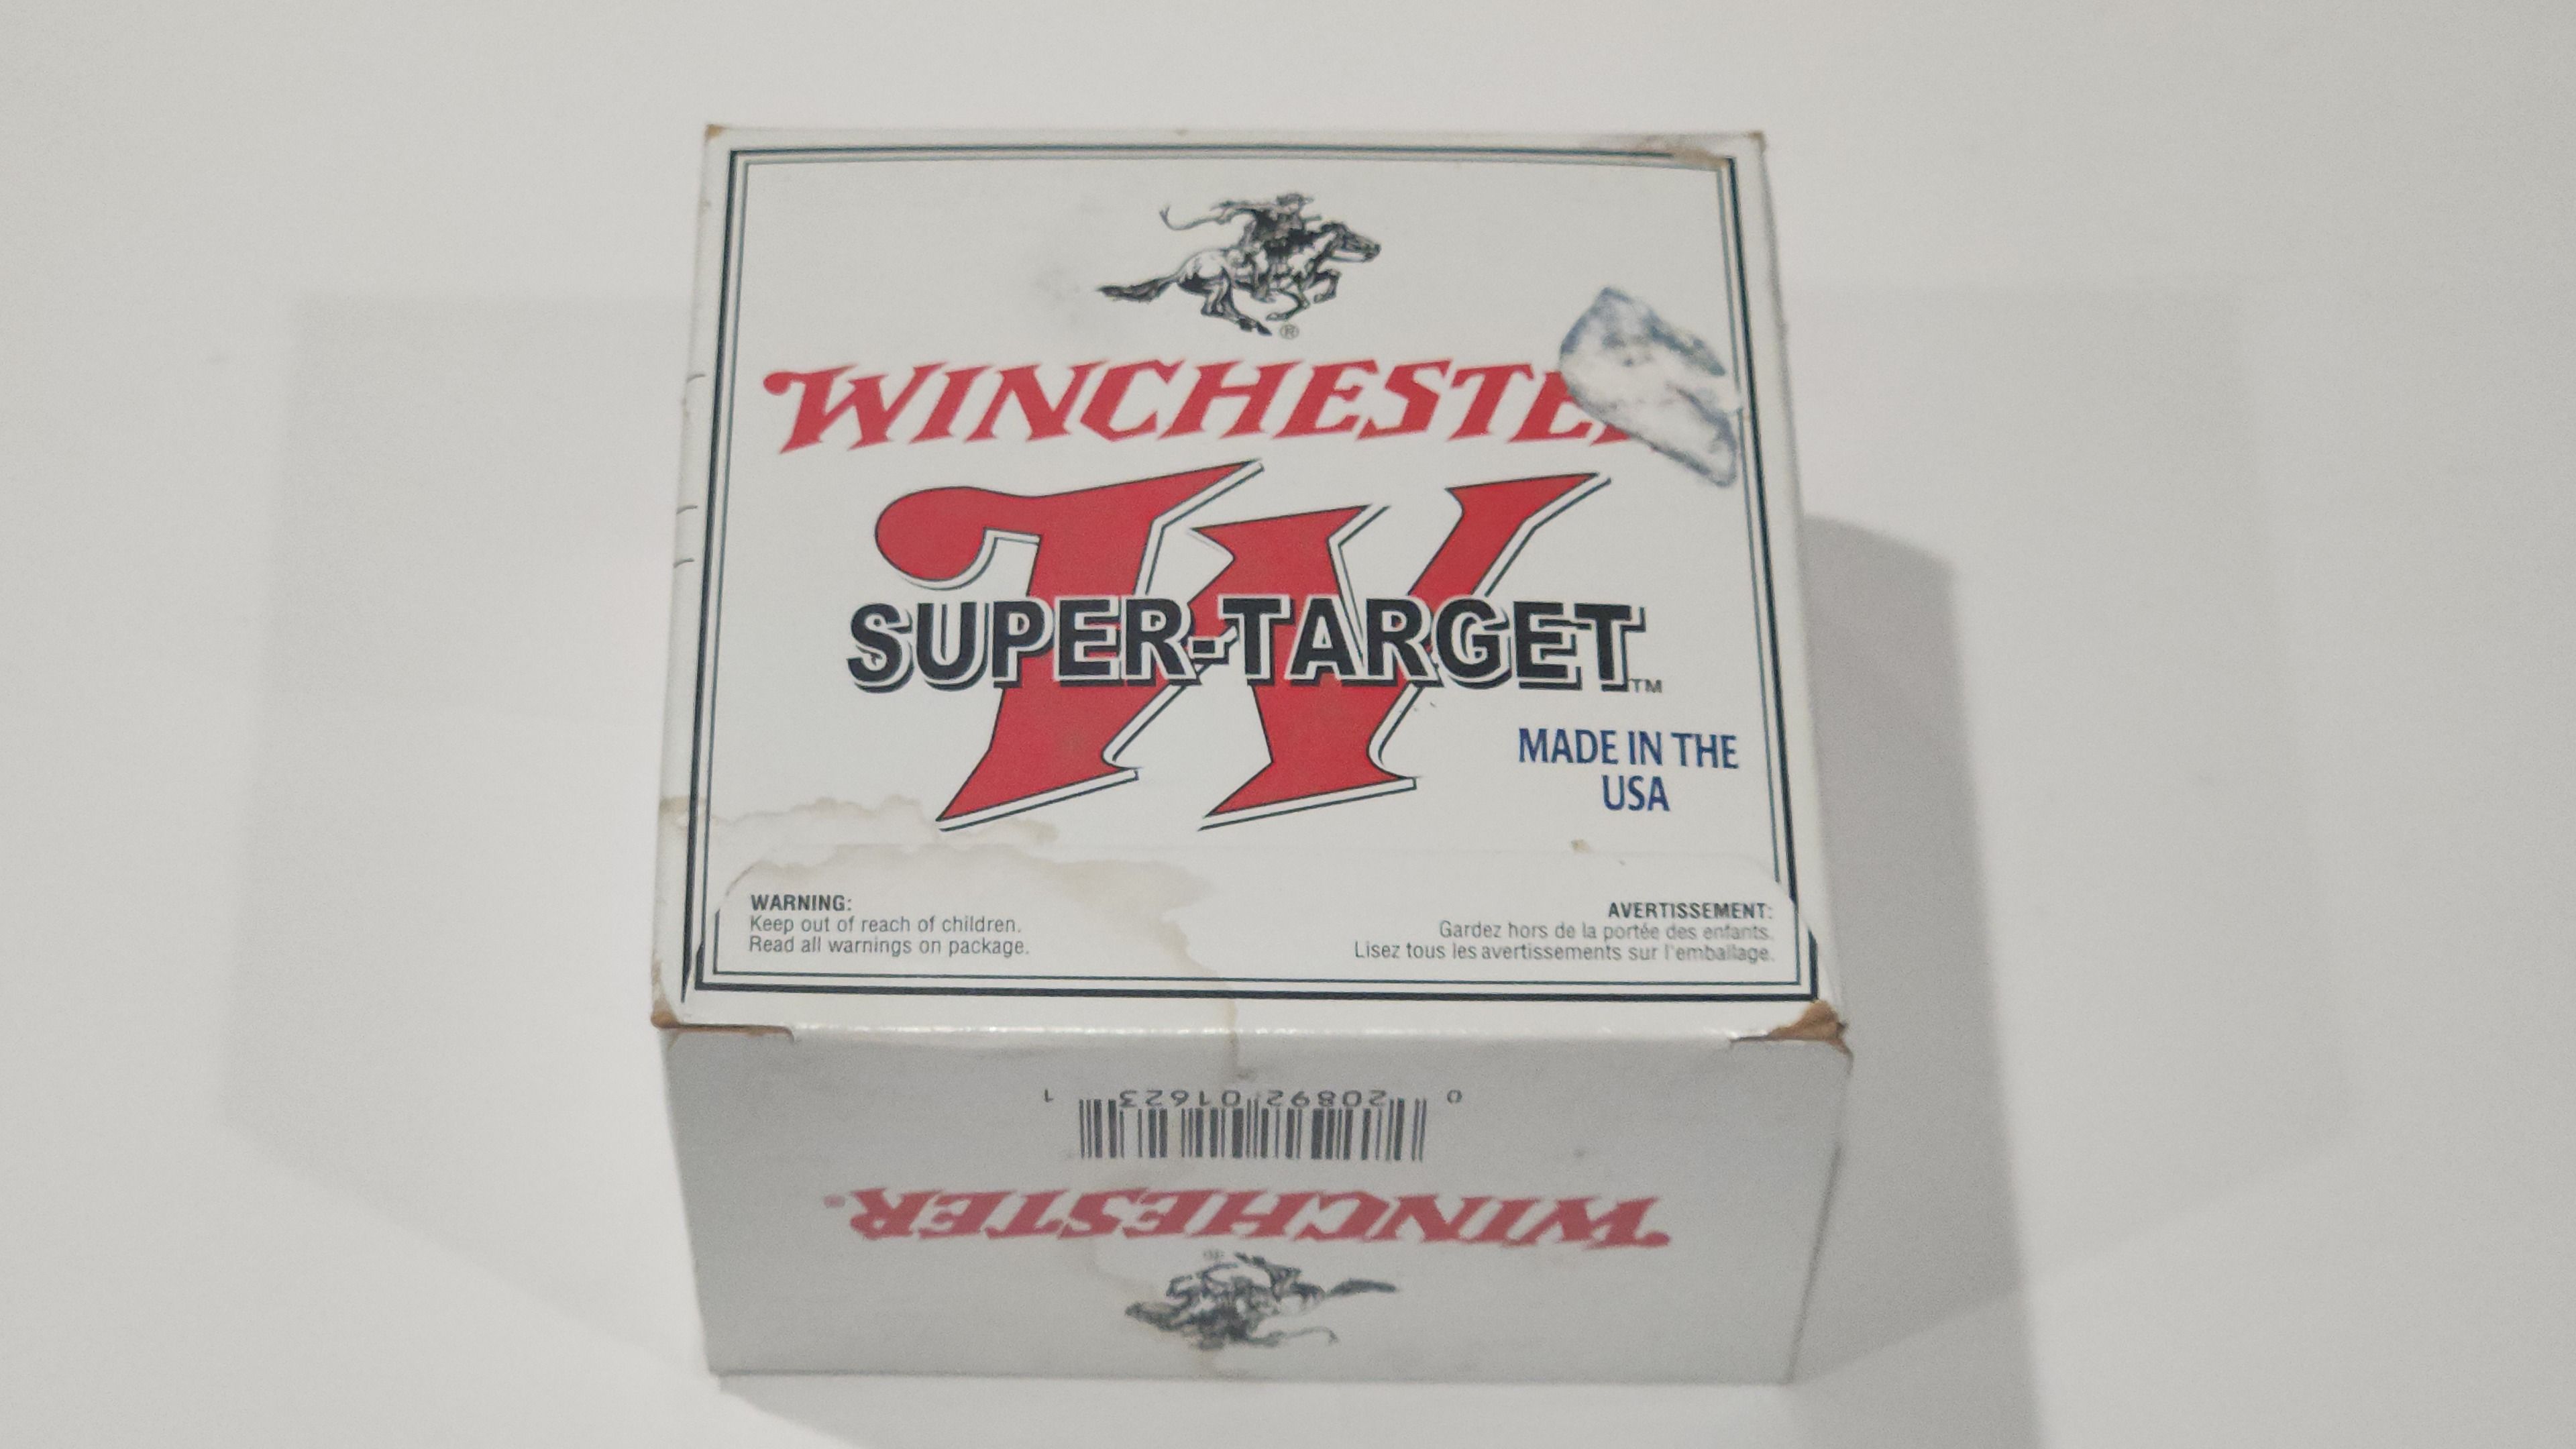 WINCHESTE
SUPER-TARGET™
MADE IN THE
USA
WARNING:
Keep out of reach of children.
Read all warnings on package.
AVERTISSEMENT:
Gardez hors de la portée des enfants.
Lisez tous les avertissements sur l'emballage.
0 20892 01623 1
WINCHESTER®